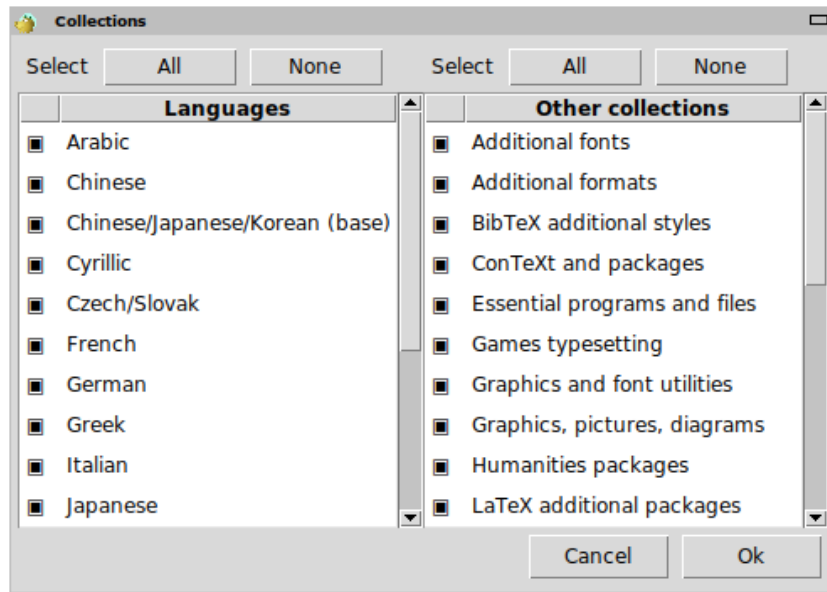 Collections
Select All None Select All None
Languages
Arabic
Chinese
Chinese/Japanese/Korean (base)
Cyrillic
Czech/Slovak
French
German
Greek
Italian
Japanese
Other collections
Additional fonts
Additional formats
BibTeX additional styles
ConTeXt and packages
Essential programs and files
Games typesetting
Graphics and font utilities
Graphics, pictures, diagrams
Humanities packages
LaTeX additional packages
Cancel Ok